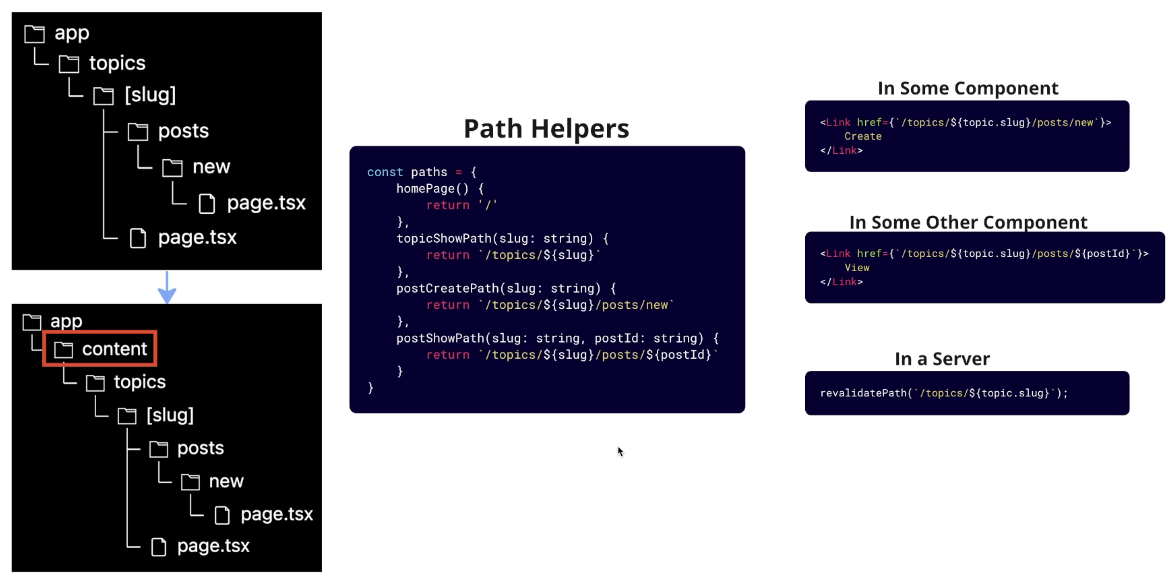 app
topics
[slug]
posts
new
page.tsx
page.tsx
app
content
topics
[slug]
posts
new
page.tsx
page.tsx
Path Helpers
const paths = {
    homePage() {
        return '/'
    },
    topicShowPath(slug: string) {
        return `/topics/${slug}`
    },
    postCreatePath(slug: string) {
        return `/topics/${slug}/posts/new`
    },
    postShowPath(slug: string, postId: string) {
        return `/topics/${slug}/posts/${postId}`
    }
}
In Some Component
<Link href={`/topics/${topic.slug}/posts/new`}>
    Create
</Link>
In Some Other Component
<Link href={`/topics/${topic.slug}/posts/${postId}`}>
    View
</Link>
In a Server
revalidatePath(`/topics/${topic.slug}`);